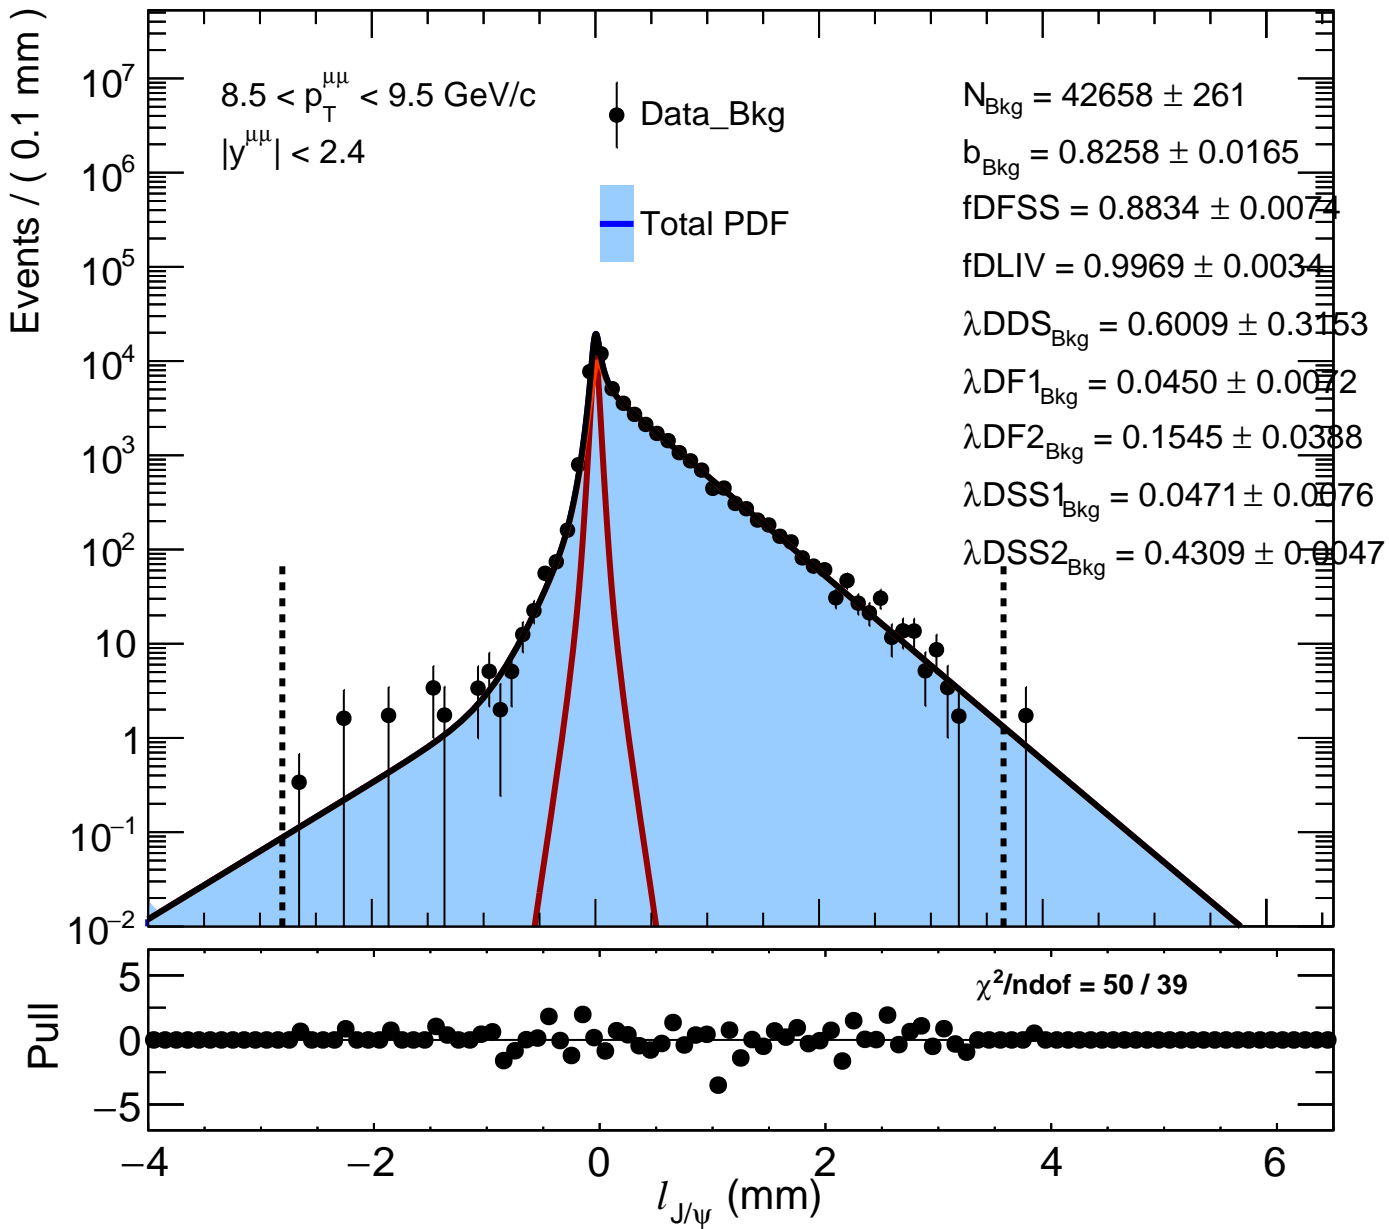 8.5 < p_T^μμ < 9.5 GeV/c
|y^μμ| < 2.4
Data_Bkg
Total PDF
N_Bkg = 42658 ± 261
b_Bkg = 0.8258 ± 0.0165
fDFSS = 0.8834 ± 0.0074
fDLIV = 0.9969 ± 0.0034
λDDS_Bkg = 0.6009 ± 0.3153
λDF1_Bkg = 0.0450 ± 0.0072
λDF2_Bkg = 0.1545 ± 0.0388
λDSS1_Bkg = 0.0471 ± 0.0076
λDSS2_Bkg = 0.4309 ± 0.0047
Events / ( 0.1 mm )
10^7
10^6
10^5
10^4
10^3
10^2
10
1
10^−1
10^−2
χ²/ndof = 50 / 39
Pull
5
0
−5
−4 −2 0 2 4 6
l_J/ψ (mm)